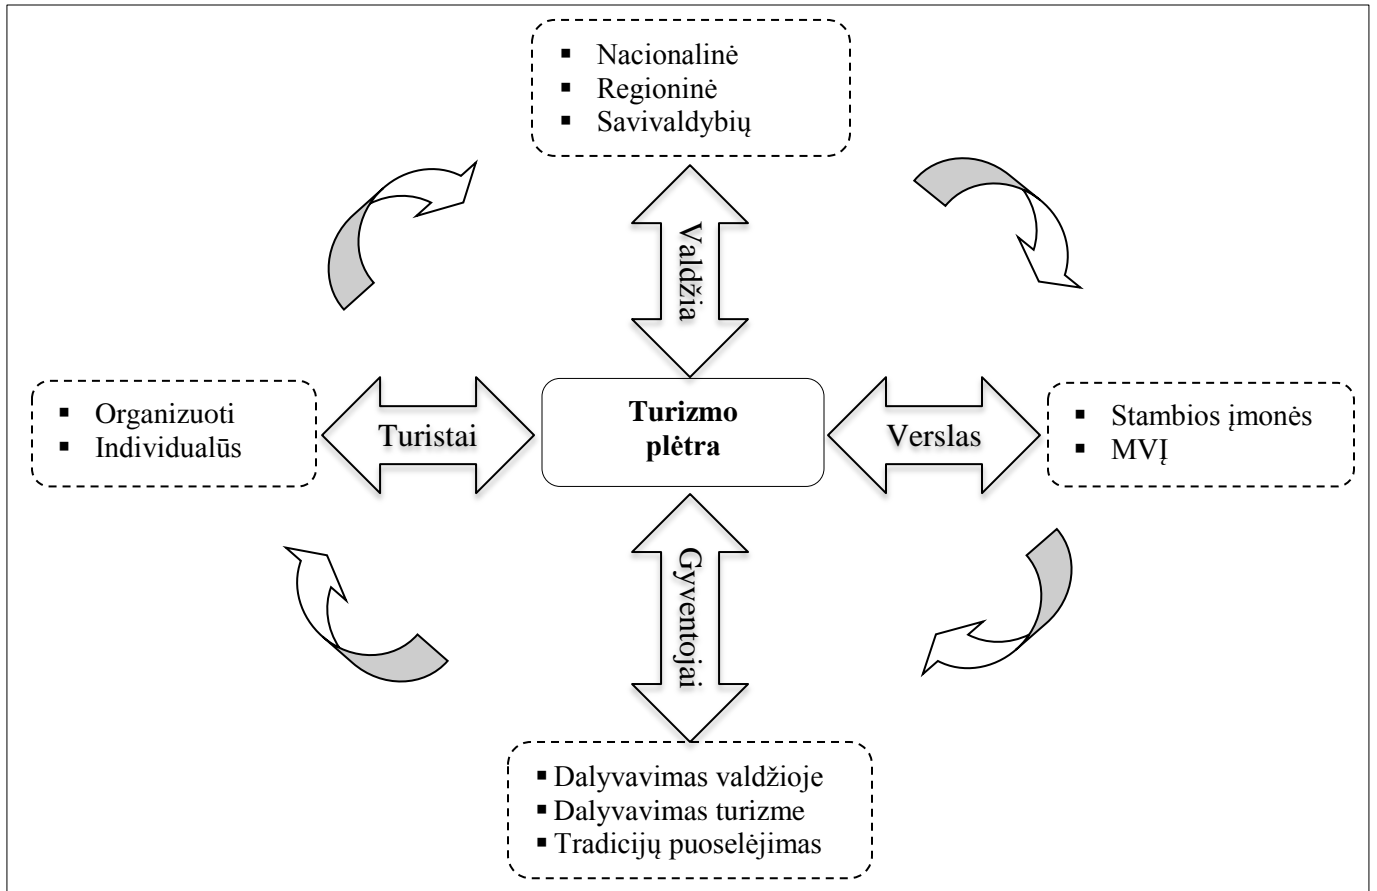 ▪ Nacionalinė
▪ Regioninė
▪ Savivaldybių
Valdžia
▪ Organizuoti
▪ Individualūs
Turistai
Turizmo
plėtra
Verslas
▪ Stambios įmonės
▪ MVĮ
Gyventojai
▪ Dalyvavimas valdžioje
▪ Dalyvavimas turizme
▪ Tradicijų puoselėjimas